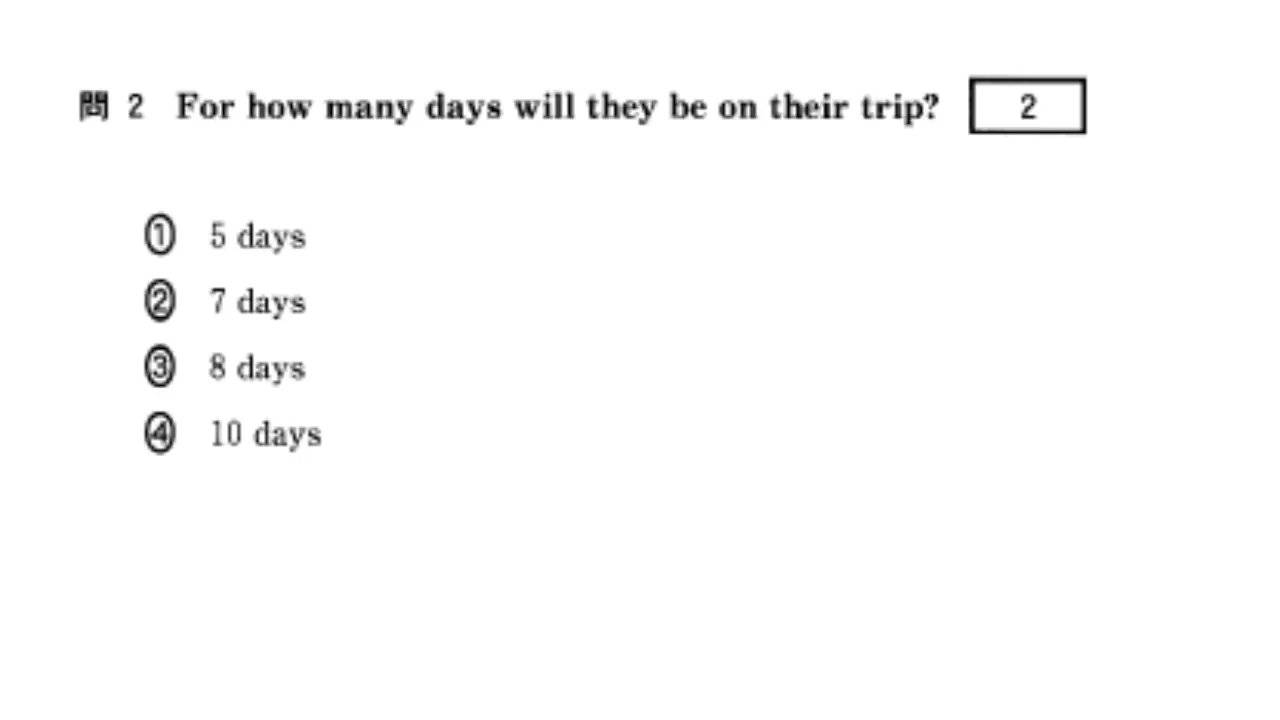 問 2 For how many days will they be on their trip? 2
① 5 days
② 7 days
③ 8 days
④ 10 days